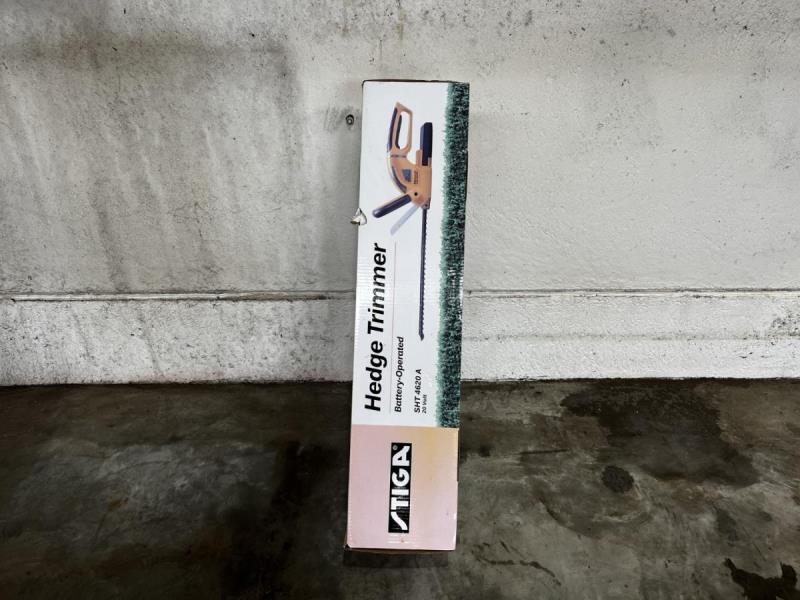 Hedge Trimmer
Battery-Operated
SHT 4620 A
20 Volt
STIGA